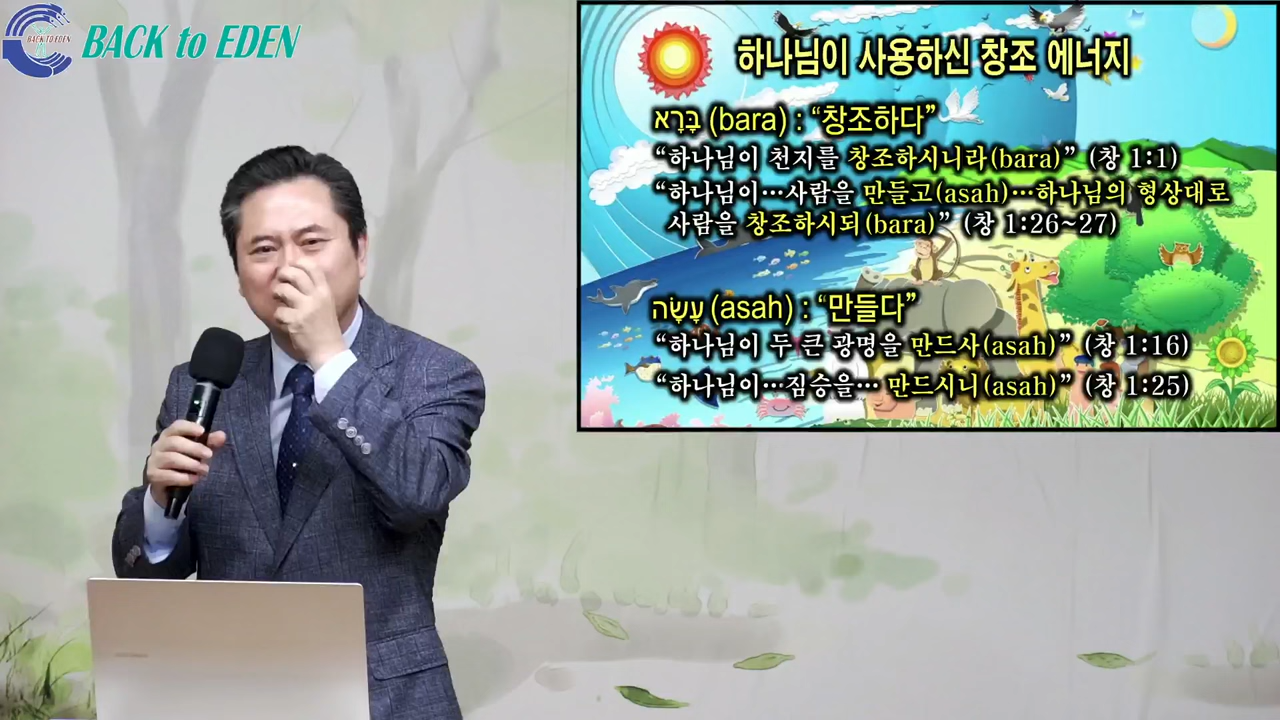 BACK TO EDEN
BACK to EDEN
하나님이 사용하신 창조 에너지
בָּרָא (bara) : “창조하다”
“하나님이 천지를 창조하시니라(bara)” (창 1:1)
“하나님이…사람을 만들고(asah)…하나님의 형상대로
사람을 창조하시되(bara)” (창 1:26~27)
עָשָׂה (asah) : “만들다”
“하나님이 두 큰 광명을 만드사(asah)” (창 1:16)
“하나님이…짐승을… 만드시니(asah)” (창 1:25)